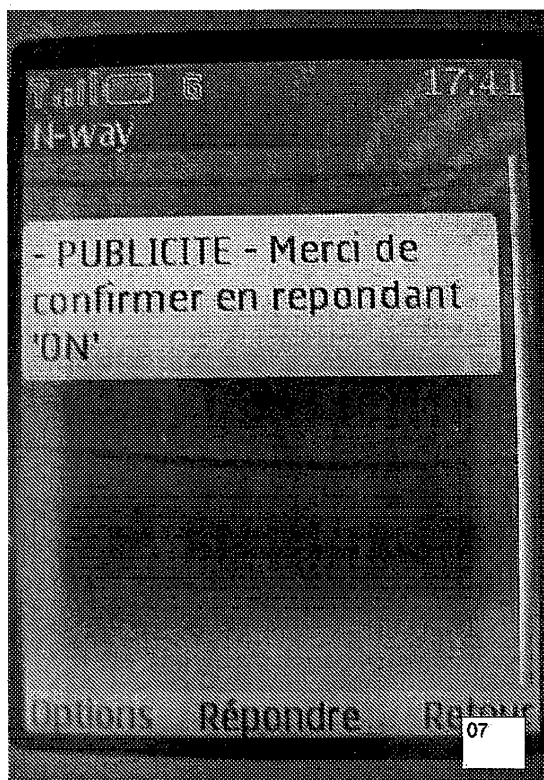 17:41
N-way
- PUBLICITE - Merci de
confirmer en repondant
'ON'
Options Répondre Retour
07